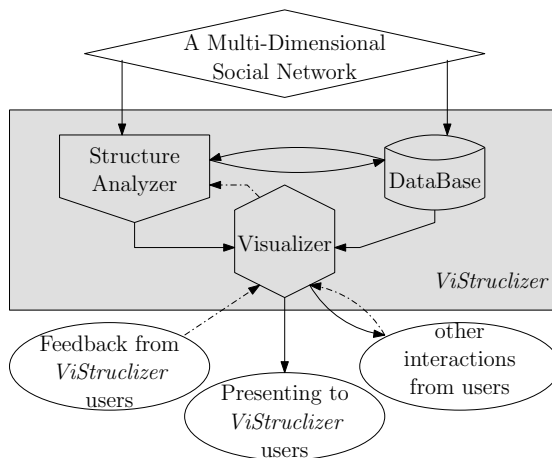 A Multi-Dimensional
Social Network
Structure
Analyzer
DataBase
Visualizer
ViStruclizer
Feedback from
ViStruclizer
users
Presenting to
ViStruclizer
users
other
interactions
from users